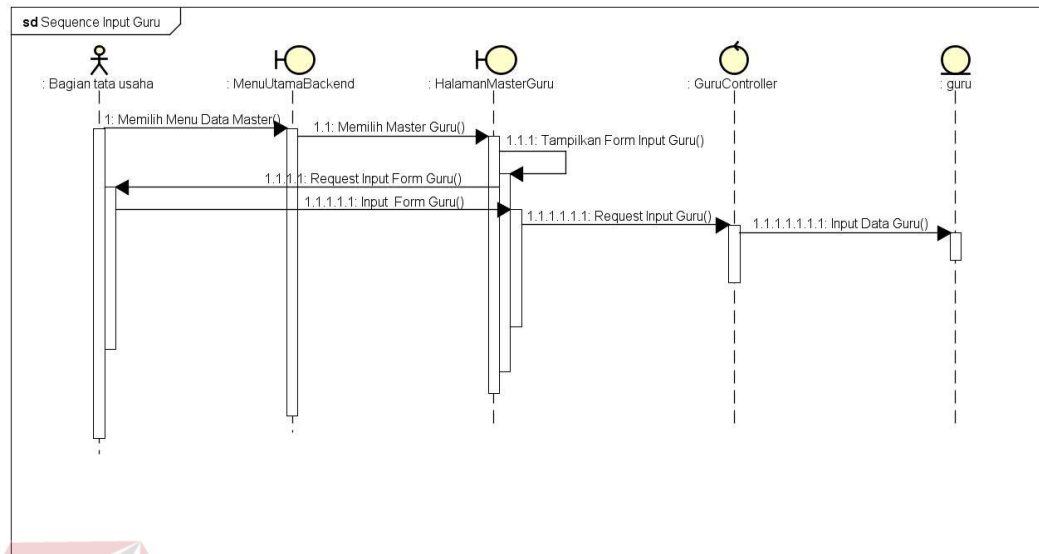 sd Sequence Input Guru
: Bagian tata usaha
: MenuUtamaBackend
: HalamanMasterGuru
: GuruController
: guru
1: Memilih Menu Data Master()
1.1: Memilih Master Guru()
1.1.1: Tampilkan Form Input Guru()
1.1.1.1: Request Input Form Guru()
1.1.1.1.1: Input Form Guru()
1.1.1.1.1.1: Request Input Guru()
1.1.1.1.1.1.1: Input Data Guru()